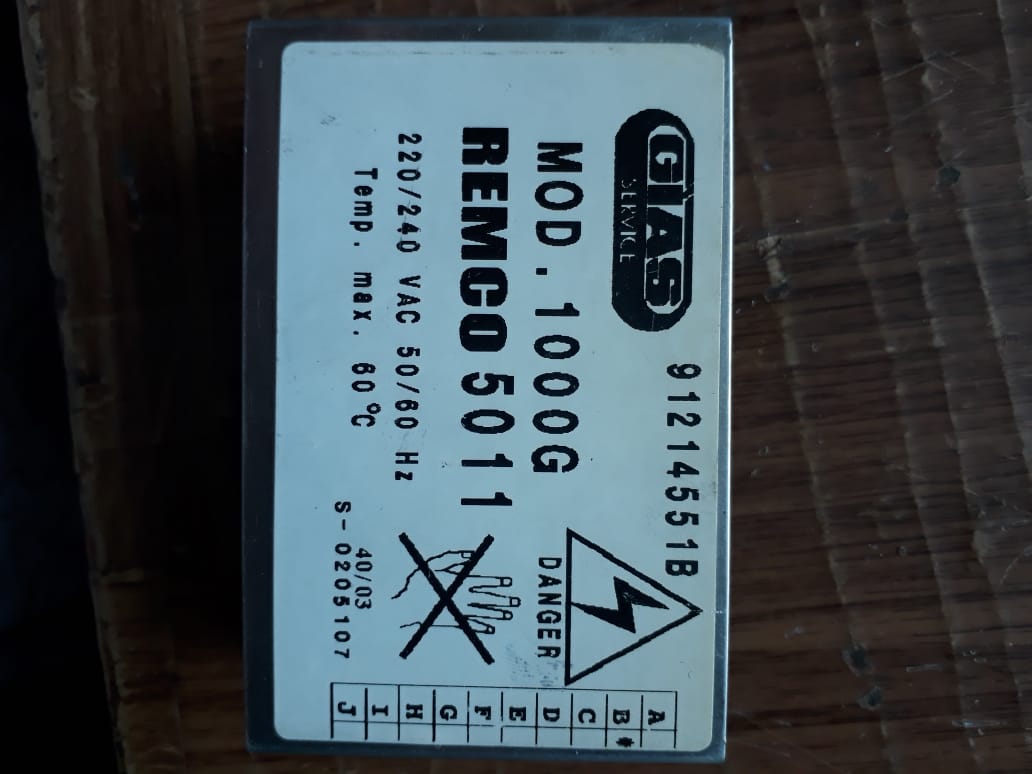 GIAS
SERVICE
91214551B
MOD. 1000G
REMCO 5011
220/240 VAC 50/60 Hz
Temp. max. 60°C
DANGER
40/03
S-0205107
A
B *
C
D
E
F
G
H
I
J